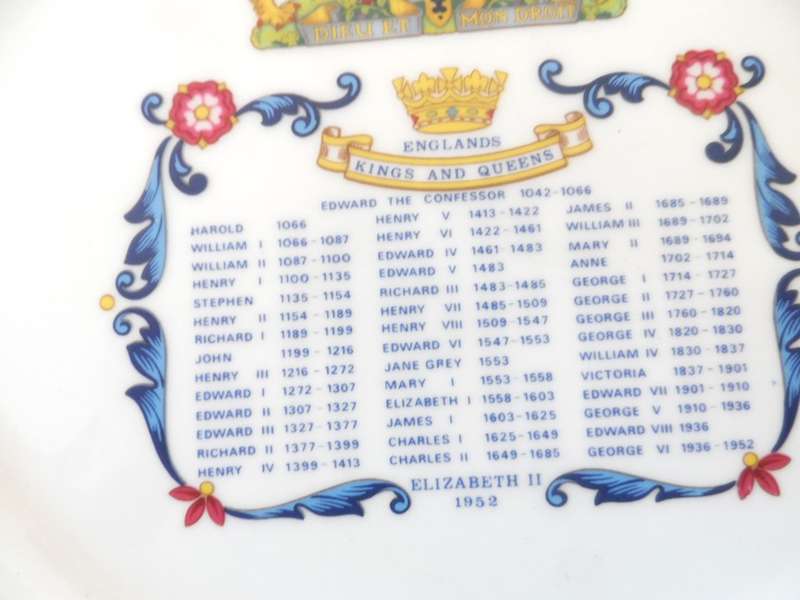 DIEU ET MON DROIT
ENGLANDS
KINGS AND QUEENS
EDWARD THE CONFESSOR 1042-1066
HAROLD 1066
WILLIAM I 1066-1087
WILLIAM II 1087-1100
HENRY I 1100-1135
STEPHEN 1135-1154
HENRY II 1154-1189
RICHARD I 1189-1199
JOHN 1199-1216
HENRY III 1216-1272
EDWARD I 1272-1307
EDWARD II 1307-1327
EDWARD III 1327-1377
RICHARD II 1377-1399
HENRY IV 1399-1413
HENRY V 1413-1422
HENRY VI 1422-1461
EDWARD IV 1461-1483
EDWARD V 1483
RICHARD III 1483-1485
HENRY VII 1485-1509
HENRY VIII 1509-1547
EDWARD VI 1547-1553
JANE GREY 1553
MARY I 1553-1558
ELIZABETH I 1558-1603
JAMES I 1603-1625
CHARLES I 1625-1649
CHARLES II 1649-1685
JAMES II 1685-1689
WILLIAM III 1689-1702
MARY II 1689-1694
ANNE 1702-1714
GEORGE I 1714-1727
GEORGE II 1727-1760
GEORGE III 1760-1820
GEORGE IV 1820-1830
WILLIAM IV 1830-1837
VICTORIA 1837-1901
EDWARD VII 1901-1910
GEORGE V 1910-1936
EDWARD VIII 1936
GEORGE VI 1936-1952
ELIZABETH II
1952